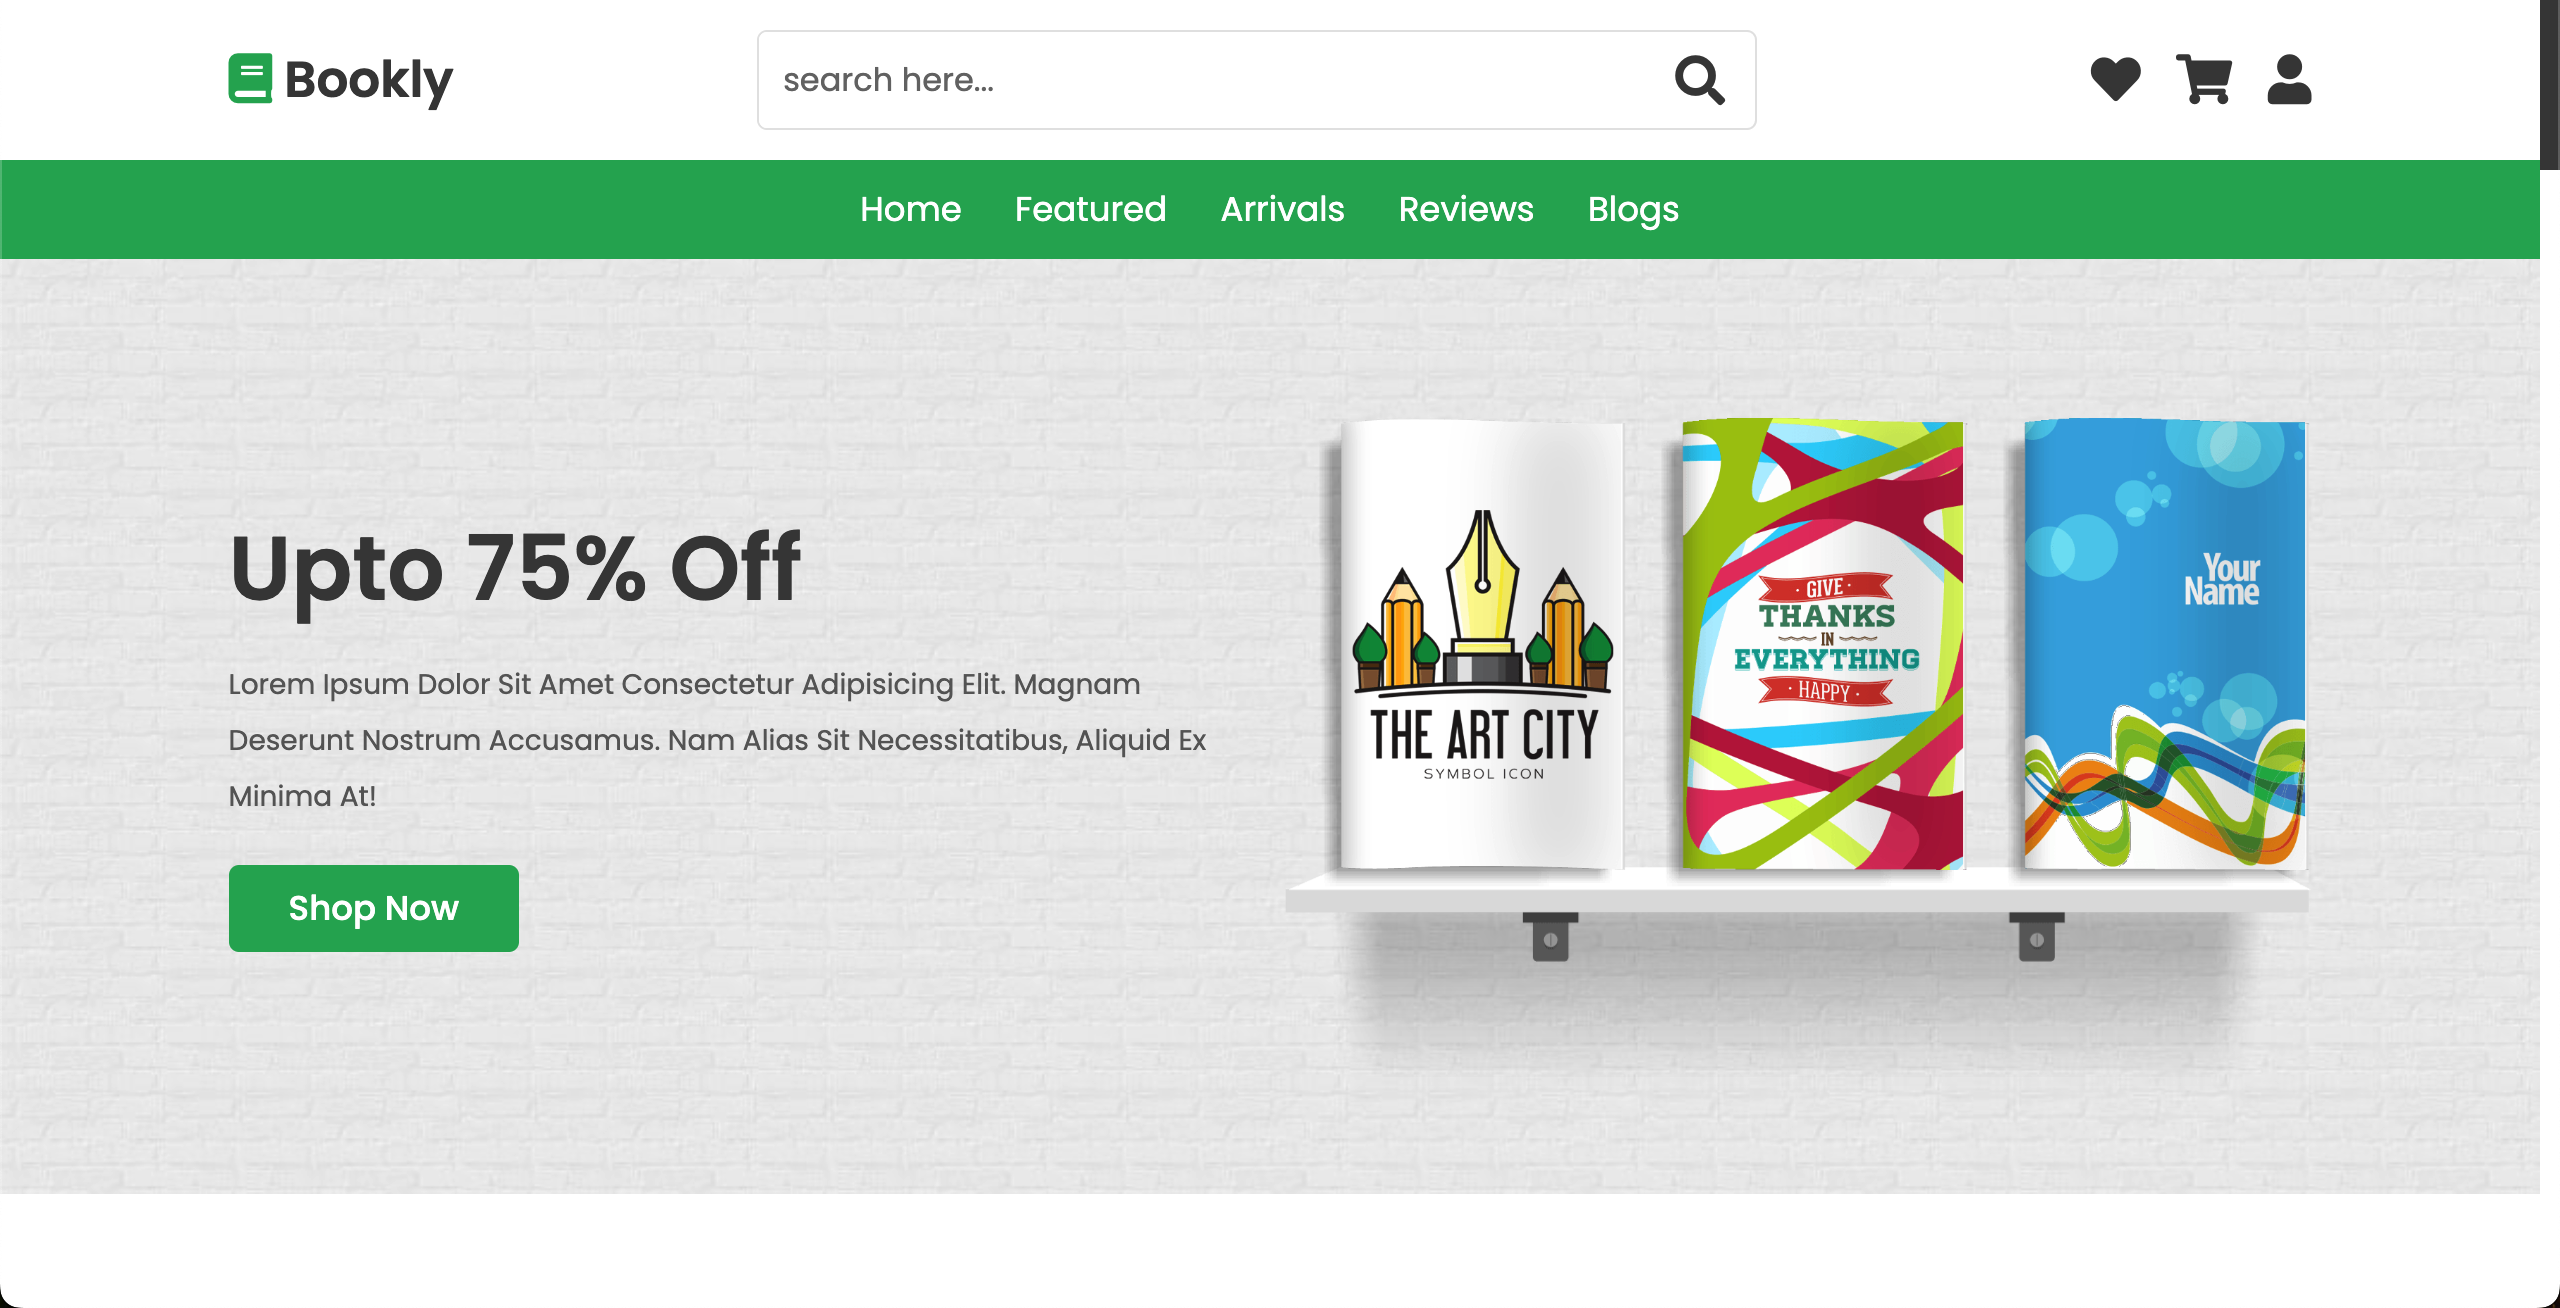 Bookly
search here...
Home Featured Arrivals Reviews Blogs
Upto 75% Off
Lorem Ipsum Dolor Sit Amet Consectetur Adipisicing Elit. Magnam
Deserunt Nostrum Accusamus. Nam Alias Sit Necessitatibus, Aliquid Ex
Minima At!
Shop Now
THE ART CITY
SYMBOL ICON
· GIVE ·
THANKS
IN
EVERYTHING
· HAPPY ·
Your
Name